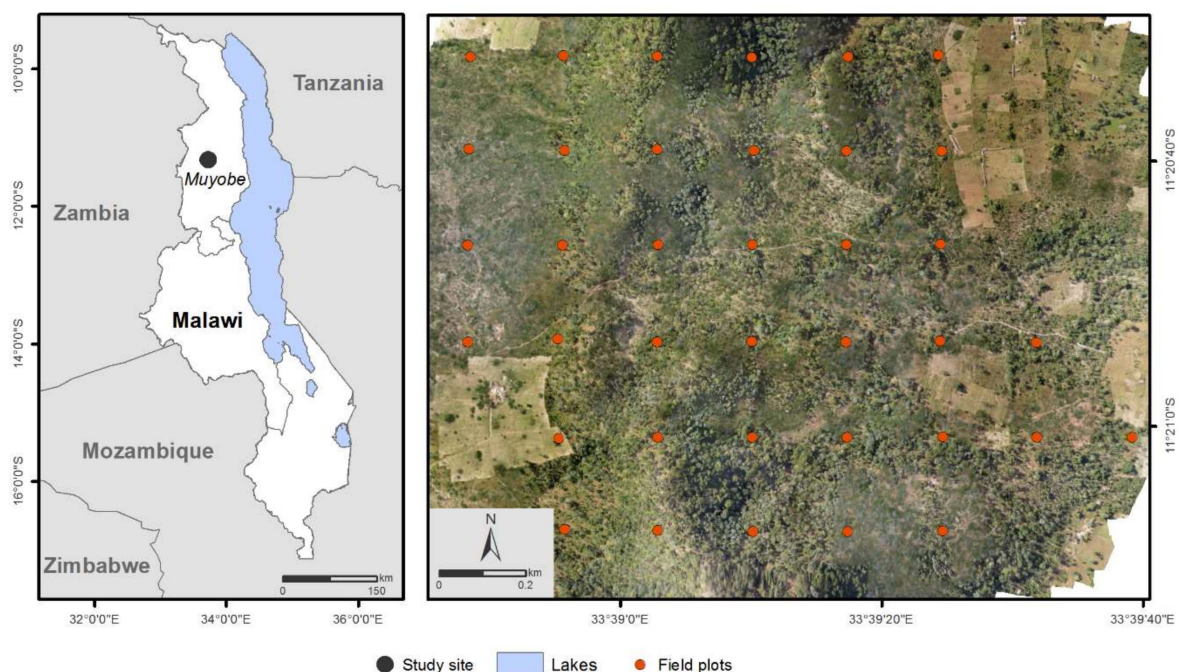 10°0'0"S
12°0'0"S
14°0'0"S
16°0'0"S
Tanzania
Muyobe
Zambia
Malawi
Mozambique
Zimbabwe
km
0 150
32°0'0"E 34°0'0"E 36°0'0"E
N
km
0 0.2
11°20'40"S
11°21'0"S
33°39'0"E 33°39'20"E 33°39'40"E
Study site Lakes Field plots